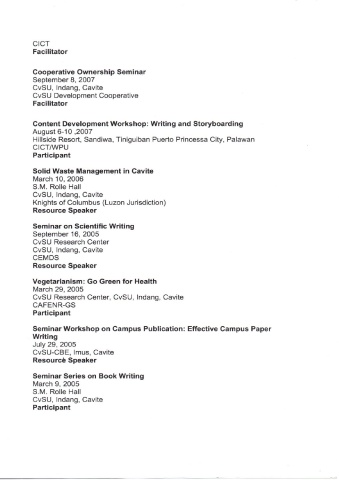 CICT
Facilitator
Cooperative Ownership Seminar
September 8, 2007
CvSU, Indang, Cavite
CvSU Development Cooperative
Facilitator
Content Development Workshop: Writing and Storyboarding
August 6-10 ,2007
Hillside Resort, Sandiwa, Tiniguiban Puerto Princessa City, Palawan
CICT/WPU
Participant
Solid Waste Management in Cavite
March 10, 2006
S.M. Rolle Hall
CvSU, Indang, Cavite
Knights of Columbus (Luzon Jurisdiction)
Resource Speaker
Seminar on Scientific Writing
September 16, 2005
CvSU Research Center
CvSU, Indang, Cavite
CEMDS
Resource Speaker
Vegetarianism: Go Green for Health
March 29, 2005
CvSU Research Center, CvSU, Indang, Cavite
CAFENR-GS
Participant
Seminar Workshop on Campus Publication: Effective Campus Paper
Writing
July 29, 2005
CvSU-CBE, Imus, Cavite
Resource Speaker
Seminar Series on Book Writing
March 9, 2005
S.M. Rolle Hall
CvSU, Indang, Cavite
Participant